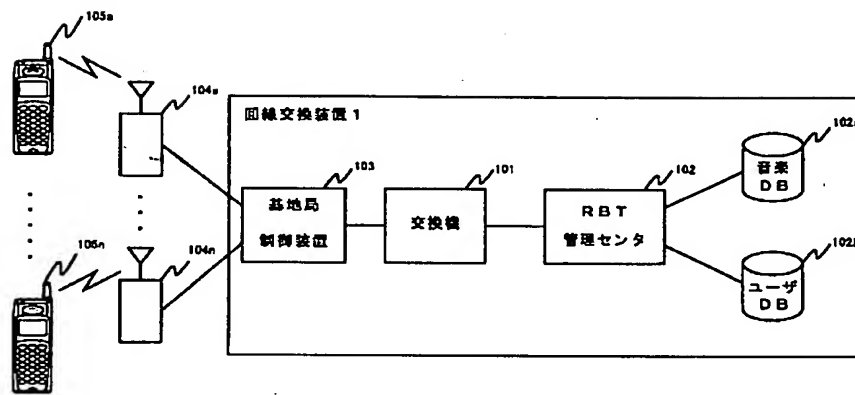 105a
104a
回線交換装置1
102a
音楽
DB
103
101
102
基地局
制御装置
交換機
RBT
管理センタ
105n
104n
102b
ユーザ
DB